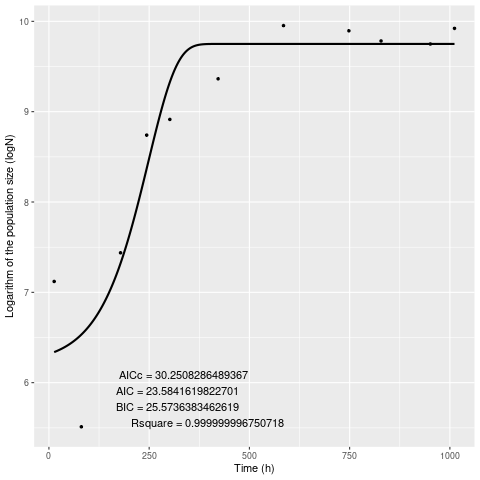 10
9
8
7
6
Logarithm of the population size (logN)
AICc = 30.2508286489367
AIC = 23.5841619822701
BIC = 25.5736383462619
Rsquare = 0.999999996750718
0 250 500 750 1000
Time (h)